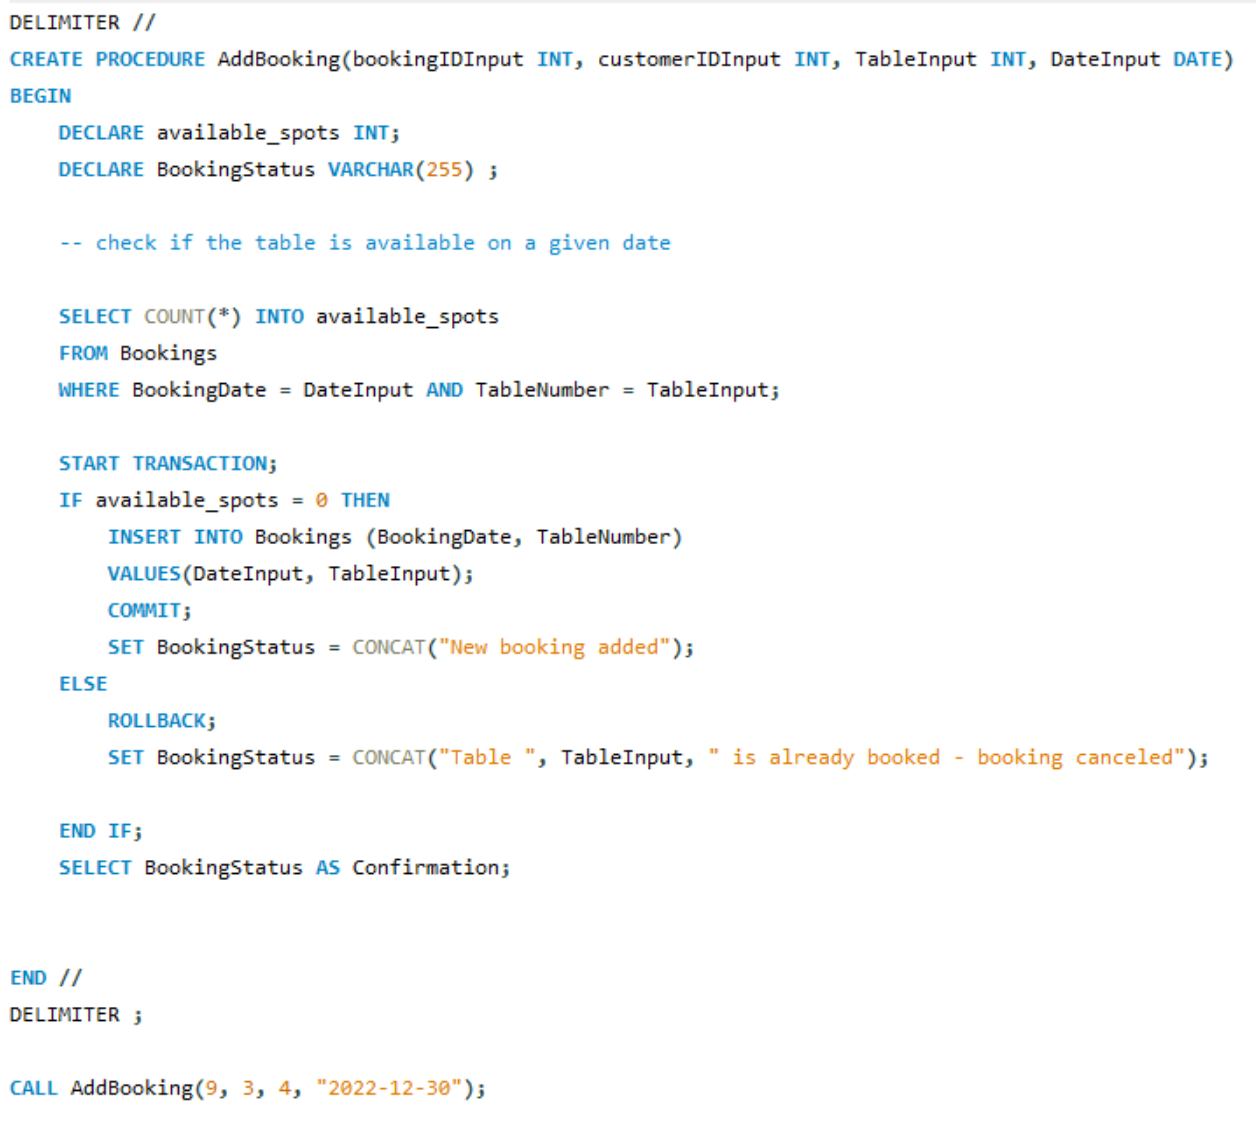 DELIMITER //
CREATE PROCEDURE AddBooking(bookingIDInput INT, customerIDInput INT, TableInput INT, DateInput DATE)
BEGIN
    DECLARE available_spots INT;
    DECLARE BookingStatus VARCHAR(255) ;
    -- check if the table is available on a given date
    SELECT COUNT(*) INTO available_spots
    FROM Bookings
    WHERE BookingDate = DateInput AND TableNumber = TableInput;
    START TRANSACTION;
    IF available_spots = 0 THEN
        INSERT INTO Bookings (BookingDate, TableNumber)
        VALUES(DateInput, TableInput);
        COMMIT;
        SET BookingStatus = CONCAT("New booking added");
    ELSE
        ROLLBACK;
        SET BookingStatus = CONCAT("Table ", TableInput, " is already booked - booking canceled");
    END IF;
    SELECT BookingStatus AS Confirmation;
END //
DELIMITER ;
CALL AddBooking(9, 3, 4, "2022-12-30");